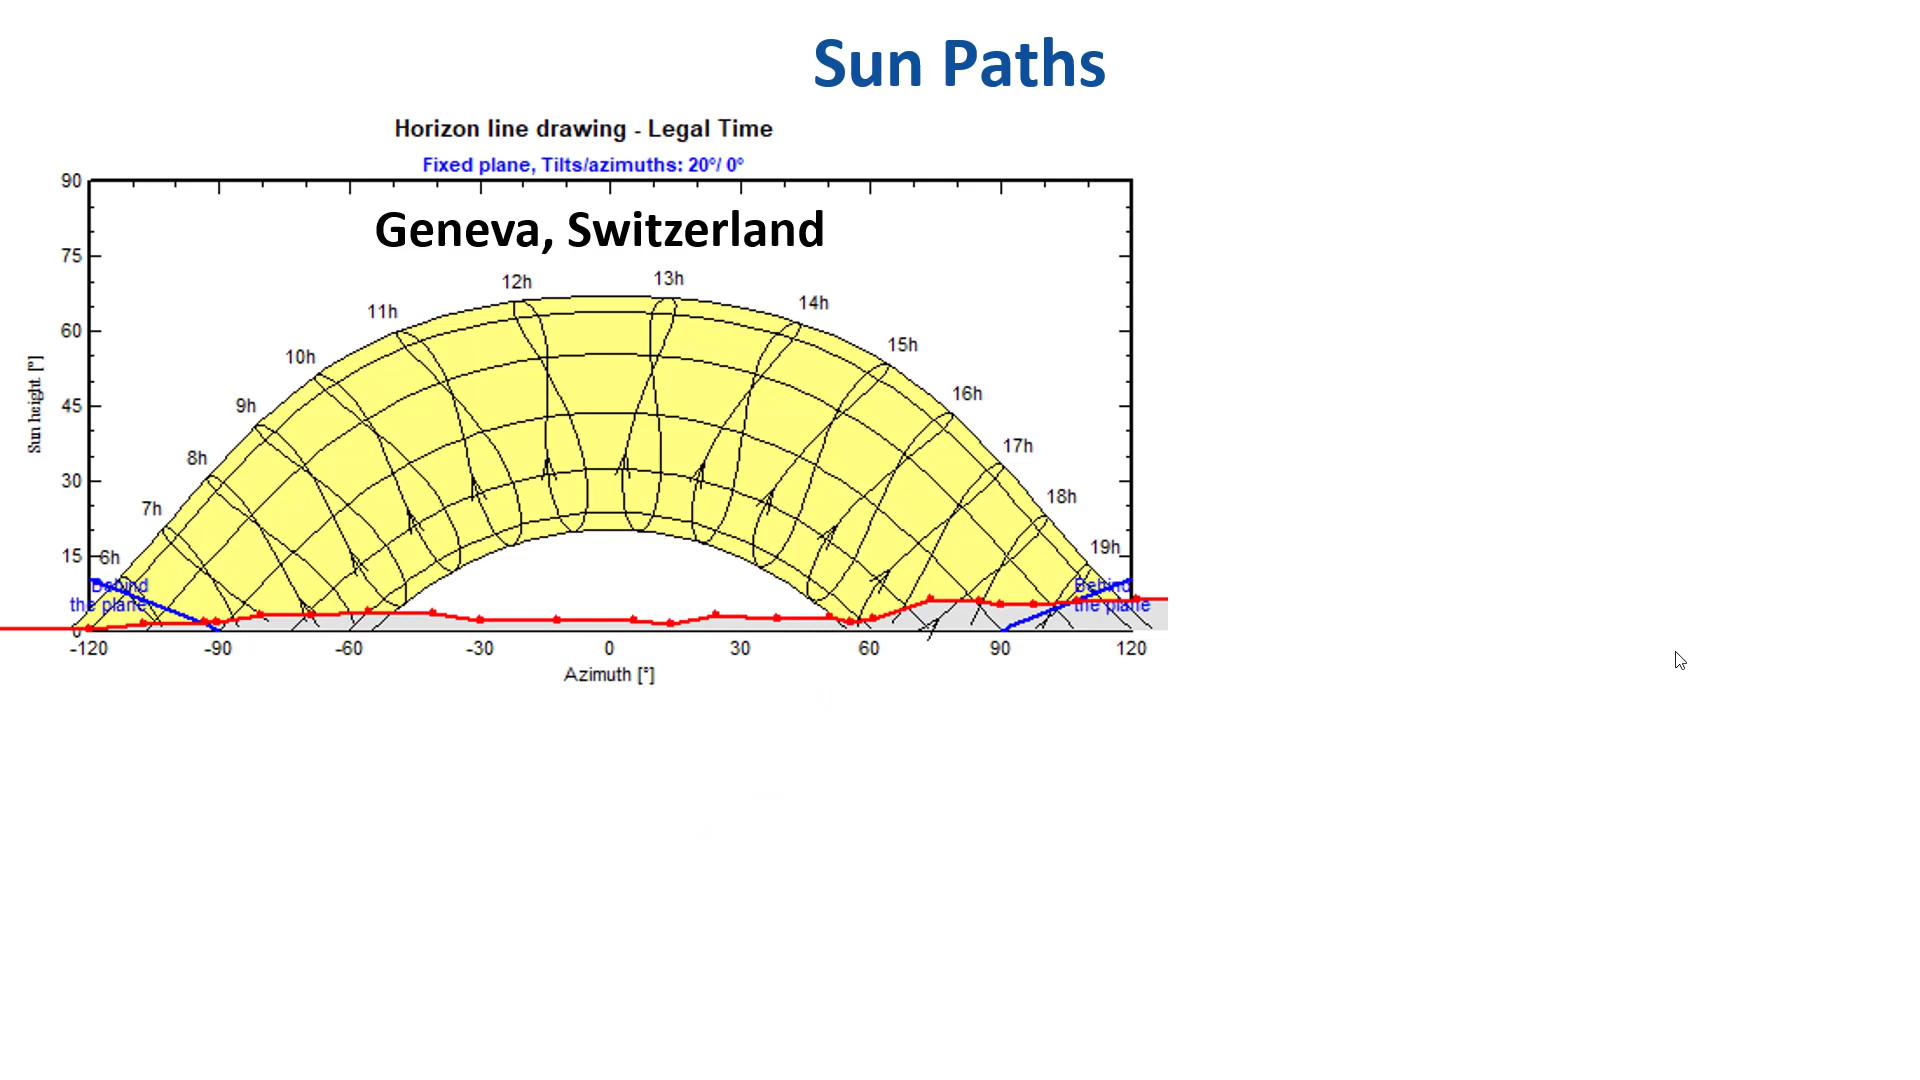 Sun Paths
Horizon line drawing - Legal Time
Fixed plane, Tilts/azimuths: 20°/ 0°
Geneva, Switzerland
90
75
60
45
30
15
0
Sun height [°]
6h
7h
8h
9h
10h
11h
12h
13h
14h
15h
16h
17h
18h
19h
Behind
the plane
Behind
the plane
-120 -90 -60 -30 0 30 60 90 120
Azimuth [°]